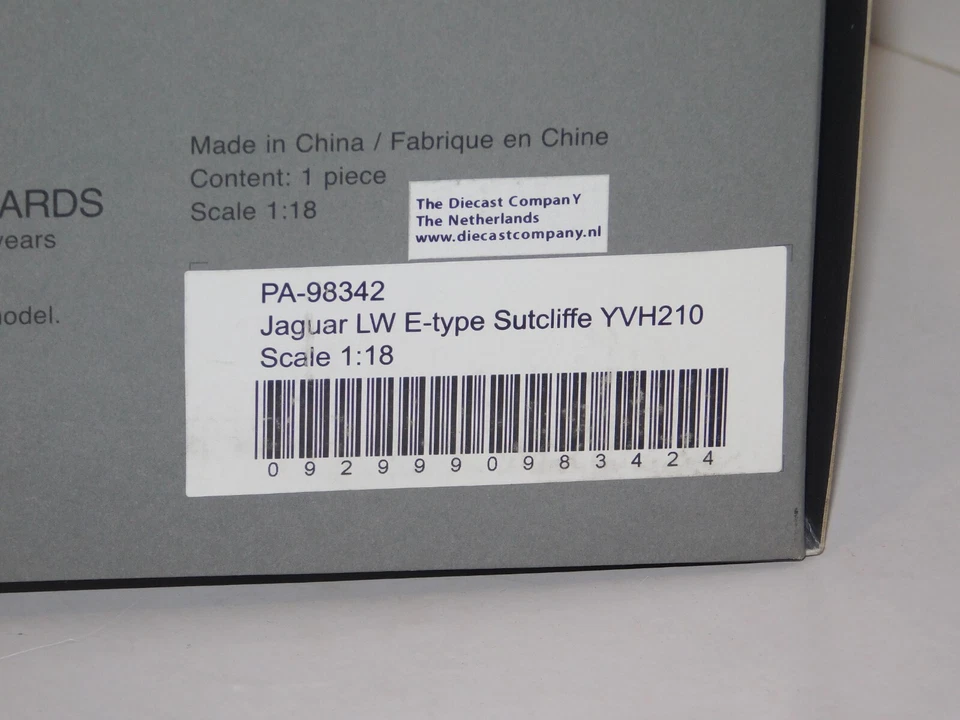 Made in China / Fabrique en Chine
Content: 1 piece
Scale 1:18
ARDS
years
odel.
The Diecast CompanY
The Netherlands
www.diecastcompany.nl
PA-98342
Jaguar LW E-type Sutcliffe YVH210
Scale 1:18
0 9 2 9 9 9 0 9 8 3 4 2 4